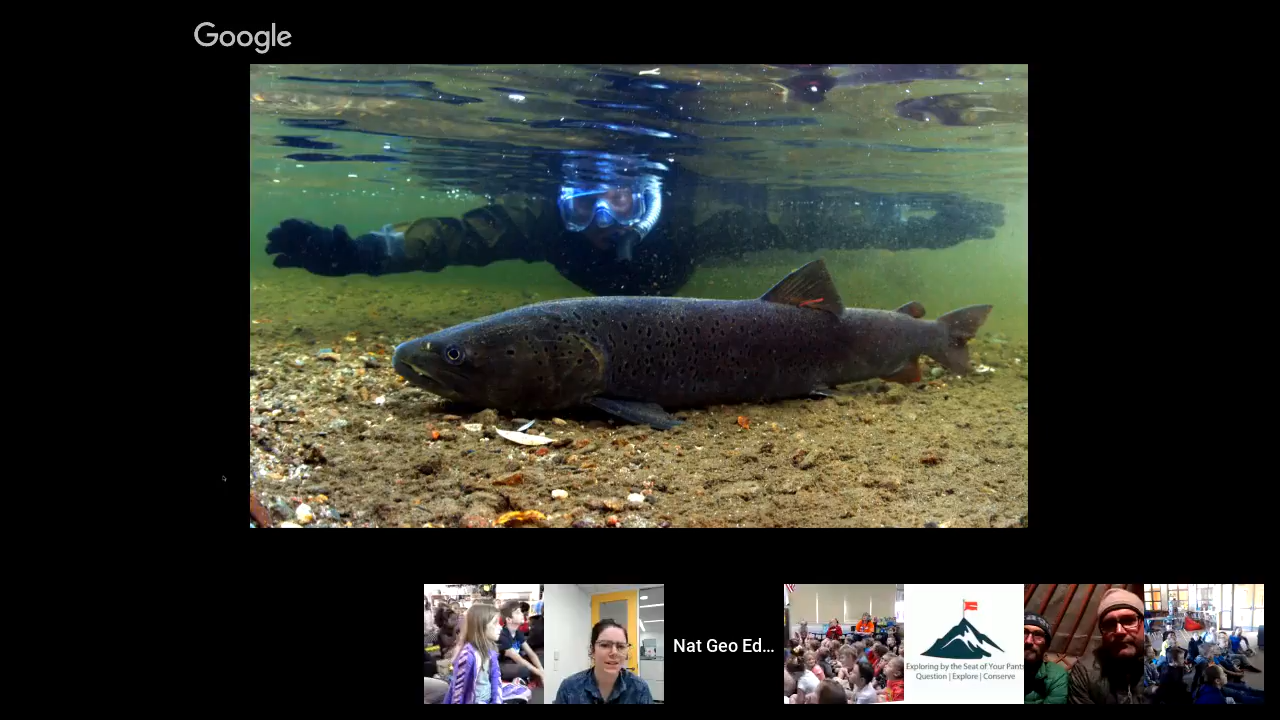 Google
Nat Geo Ed...
Exploring by the Seat of Your Pants
Question | Explore | Conserve